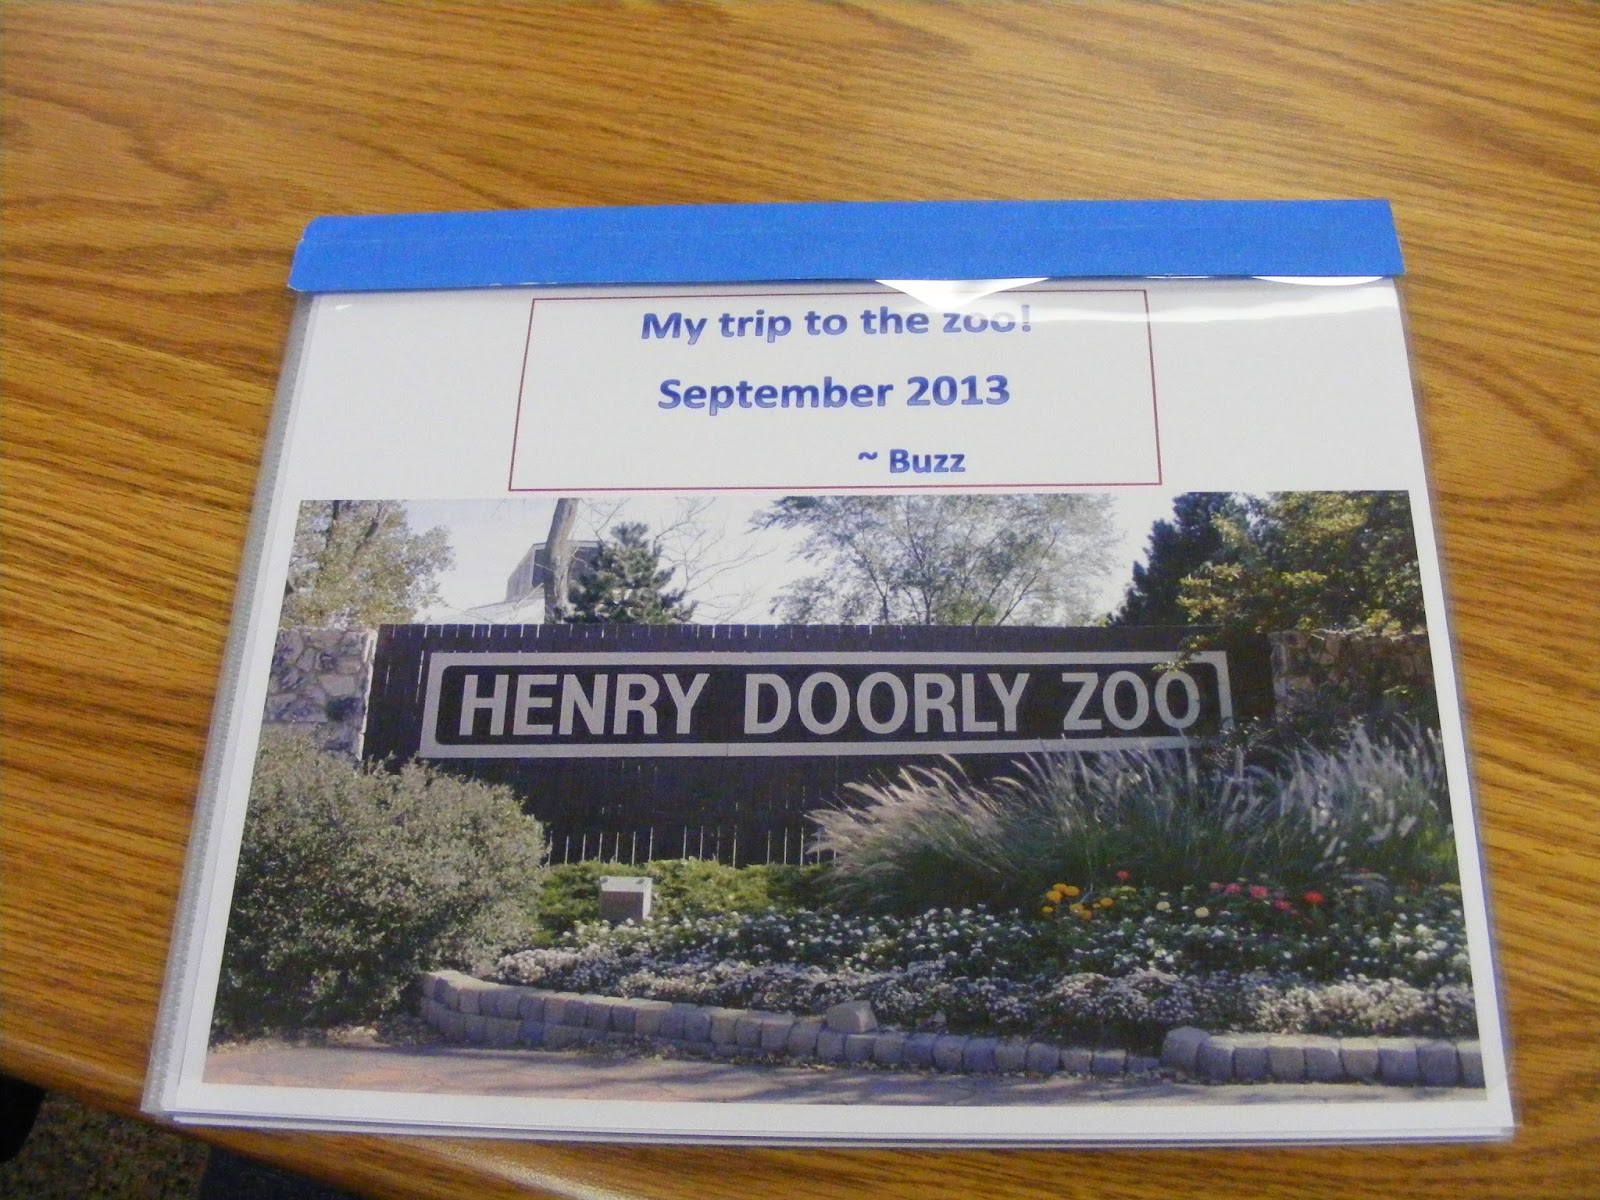 My trip to the zoo!
September 2013
~ Buzz
HENRY DOORLY ZOO